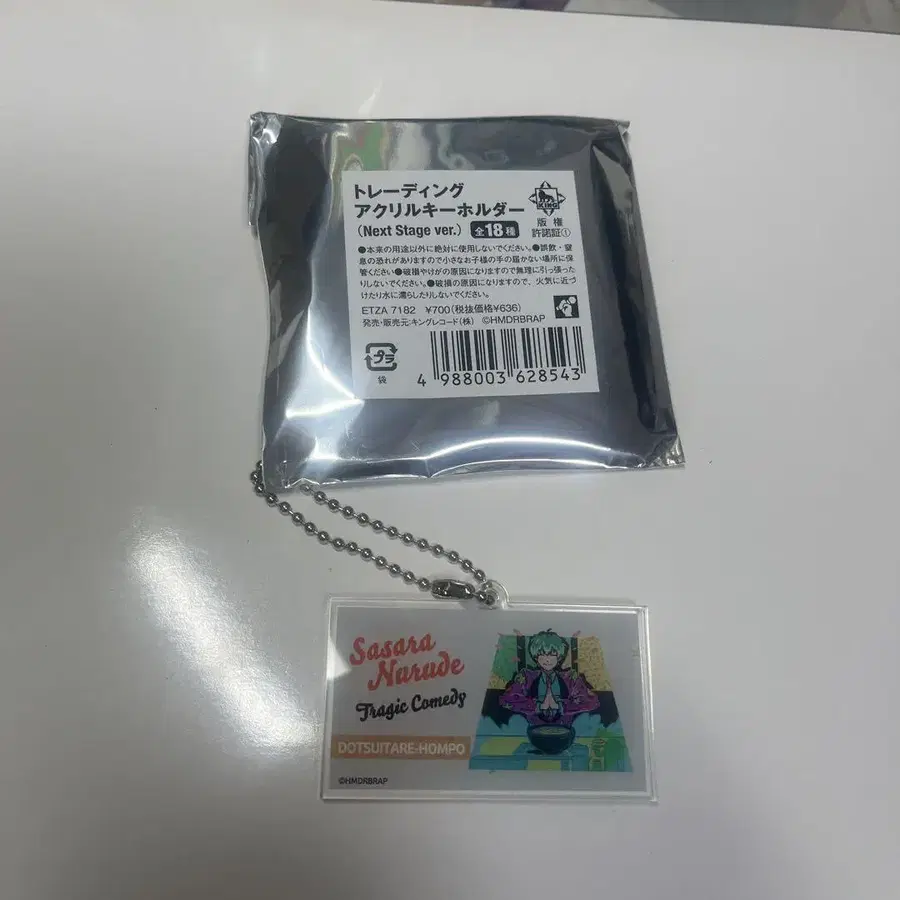 トレーディング
アクリルキーホルダー
(Next Stage ver.) 全18種
KING
版権
許諾証①
●本来の用途以外に絶対に使用しないでください。●誤飲・窒
息の恐れがありますので小さなお子様の手の届かない場所に保
管ください●破損やけがの原因になりますので無理に引っ張った
りしないでください。●破損の原因になりますので、火気に近づ
けたり水に濡らしたりしないでください。
ETZA 7182 ¥700(税抜価格¥636)
発売・販売元:キングレコード(株) ©HMDRBRAP
プラ
袋
4 988003 628543
Sasara
Nurude
Tragic Comedy
DOTSUITARE-HOMPO
©HMDRBRAP